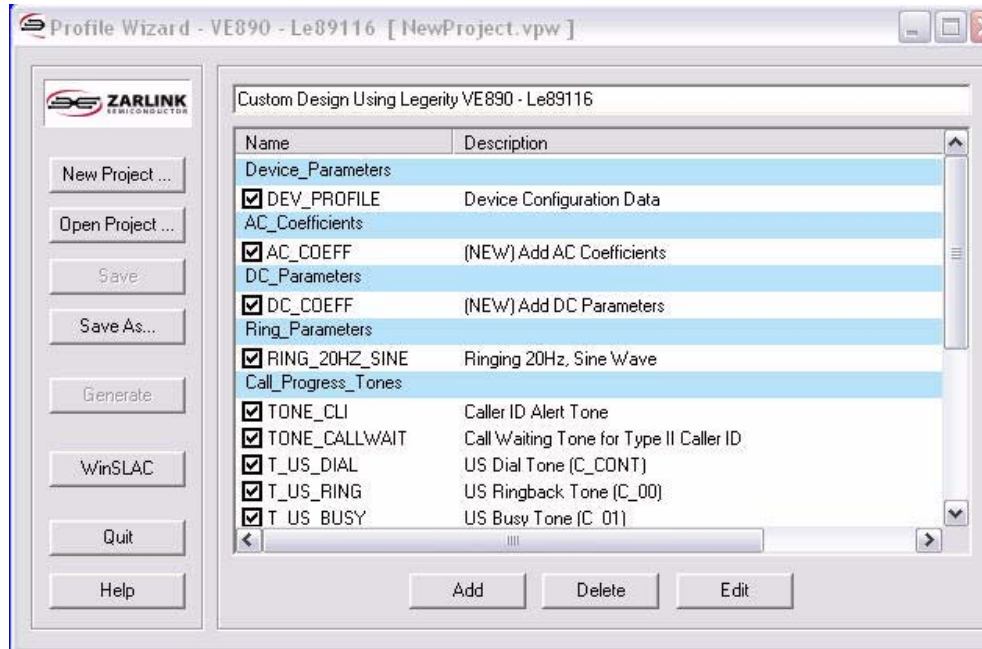 Profile Wizard - VE890 - Le89116 [ NewProject.vpw ]
ZARLINK
SEMICONDUCTOR
New Project ...
Open Project ...
Save
Save As...
Generate
WinSLAC
Quit
Help
Custom Design Using Legerity VE890 - Le89116
Name Description
Device_Parameters
DEV_PROFILE Device Configuration Data
AC_Coefficients
AC_COEFF (NEW) Add AC Coefficients
DC_Parameters
DC_COEFF (NEW) Add DC Parameters
Ring_Parameters
RING_20HZ_SINE Ringing 20Hz, Sine Wave
Call_Progress_Tones
TONE_CLI Caller ID Alert Tone
TONE_CALLWAIT Call Waiting Tone for Type II Caller ID
T_US_DIAL US Dial Tone (C_CONT)
T_US_RING US Ringback Tone (C_00)
T_US_BUSY US Busy Tone (C_01)
Add Delete Edit